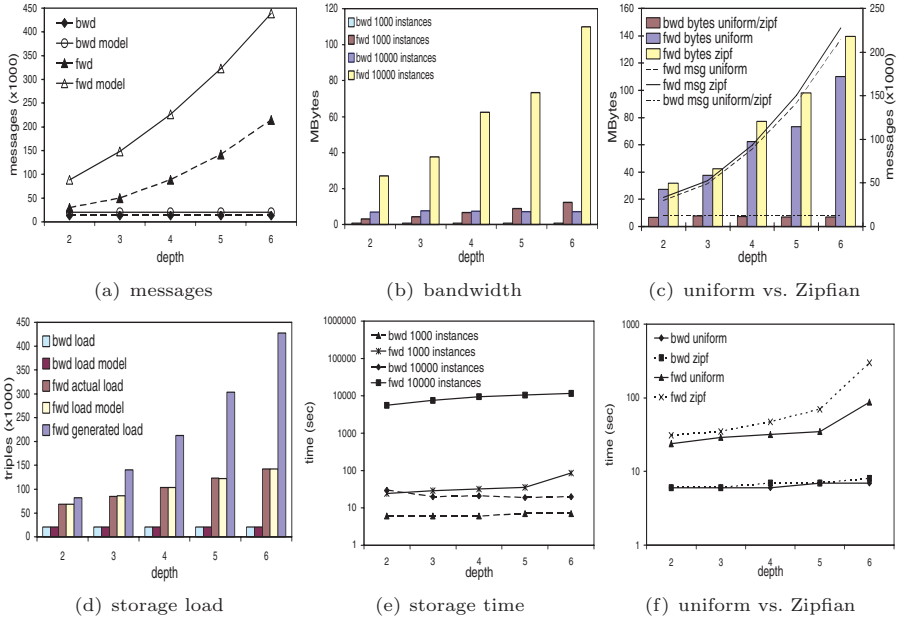 messages (x1000)
450
400
350
300
250
200
150
100
50
0
bwd
bwd model
fwd
fwd model
2 3 4 5 6
depth
(a) messages
MBytes
120
100
80
60
40
20
0
bwd 1000 instances
fwd 1000 instances
bwd 10000 instances
fwd 10000 instances
2 3 4 5 6
depth
(b) bandwidth
MBytes
160
140
120
100
80
60
40
20
0
bwd bytes uniform/zipf
fwd bytes uniform
fwd bytes zipf
fwd msg uniform
fwd msg zipf
bwd msg uniform/zipf
250
200
150
100
50
0
messages (x1000)
2 3 4 5 6
depth
(c) uniform vs. Zipfian
triples (x1000)
450
400
350
300
250
200
150
100
50
0
bwd load
bwd load model
fwd actual load
fwd load model
fwd generated load
2 3 4 5 6
depth
(d) storage load
time (sec)
1000000
100000
10000
1000
100
10
1
bwd 1000 instances
fwd 1000 instances
bwd 10000 instances
fwd 10000 instances
2 3 4 5 6
depth
(e) storage time
time (sec)
1000
100
10
1
bwd uniform
bwd zipf
fwd uniform
fwd zipf
2 3 4 5 6
depth
(f) uniform vs. Zipfian